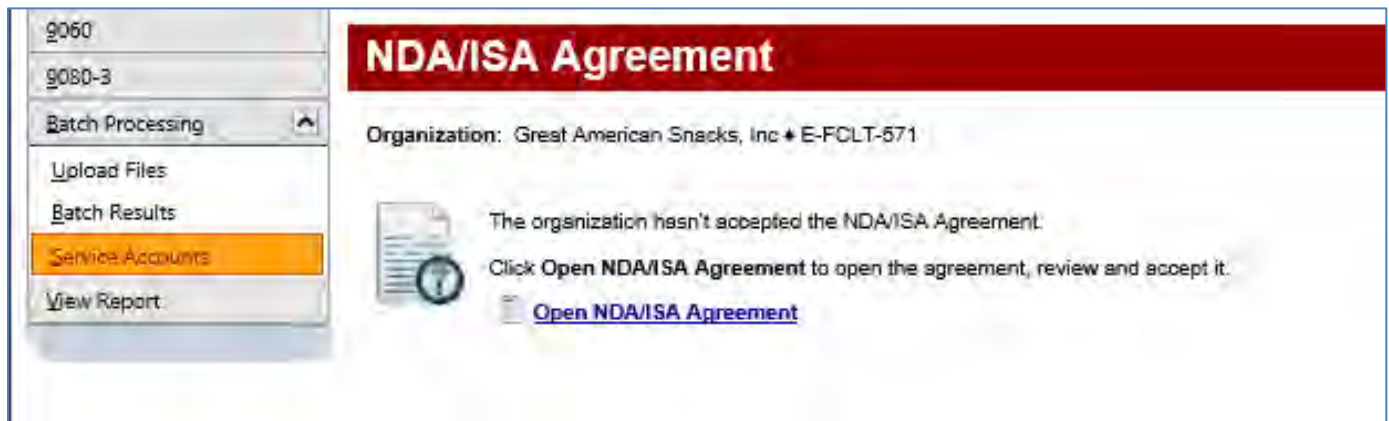 9060
9080-3
Batch Processing
Upload Files
Batch Results
Service Accounts
View Report
NDA/ISA Agreement
Organization: Great American Snacks, Inc ♦ E-FCLT-571
The organization hasn't accepted the NDA/ISA Agreement.
Click Open NDA/ISA Agreement to open the agreement, review and accept it.
Open NDA/ISA Agreement